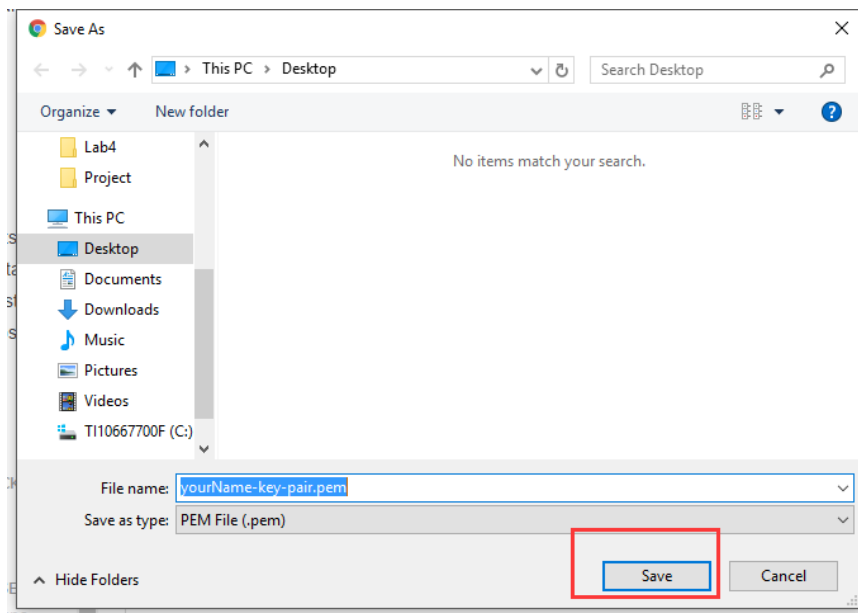 Save As
This PC > Desktop
Search Desktop
Organize
New folder
Lab4
Project
This PC
Desktop
Documents
Downloads
Music
Pictures
Videos
TI10667700F (C:)
No items match your search.
File name: yourName-key-pair.pem
Save as type: PEM File (.pem)
Hide Folders
Save
Cancel